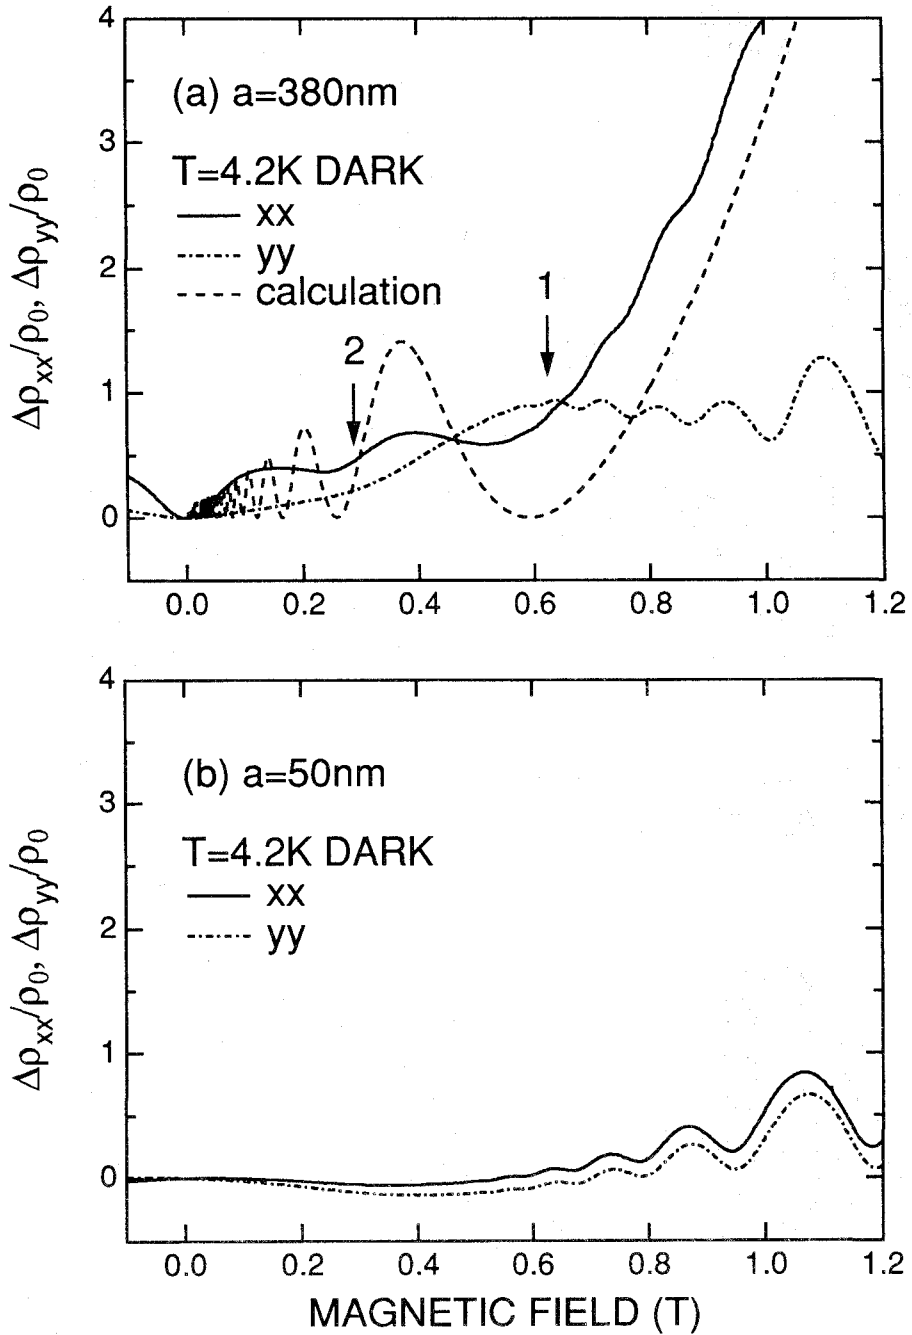 4
(a) a=380nm
3
T=4.2K DARK
xx
2
yy
calculation
1
2
1
0
0.0 0.2 0.4 0.6 0.8 1.0 1.2
Δρxx/ρ0, Δρyy/ρ0
4
(b) a=50nm
3
T=4.2K DARK
xx
2
yy
1
0
0.0 0.2 0.4 0.6 0.8 1.0 1.2
Δρxx/ρ0, Δρyy/ρ0
MAGNETIC FIELD (T)